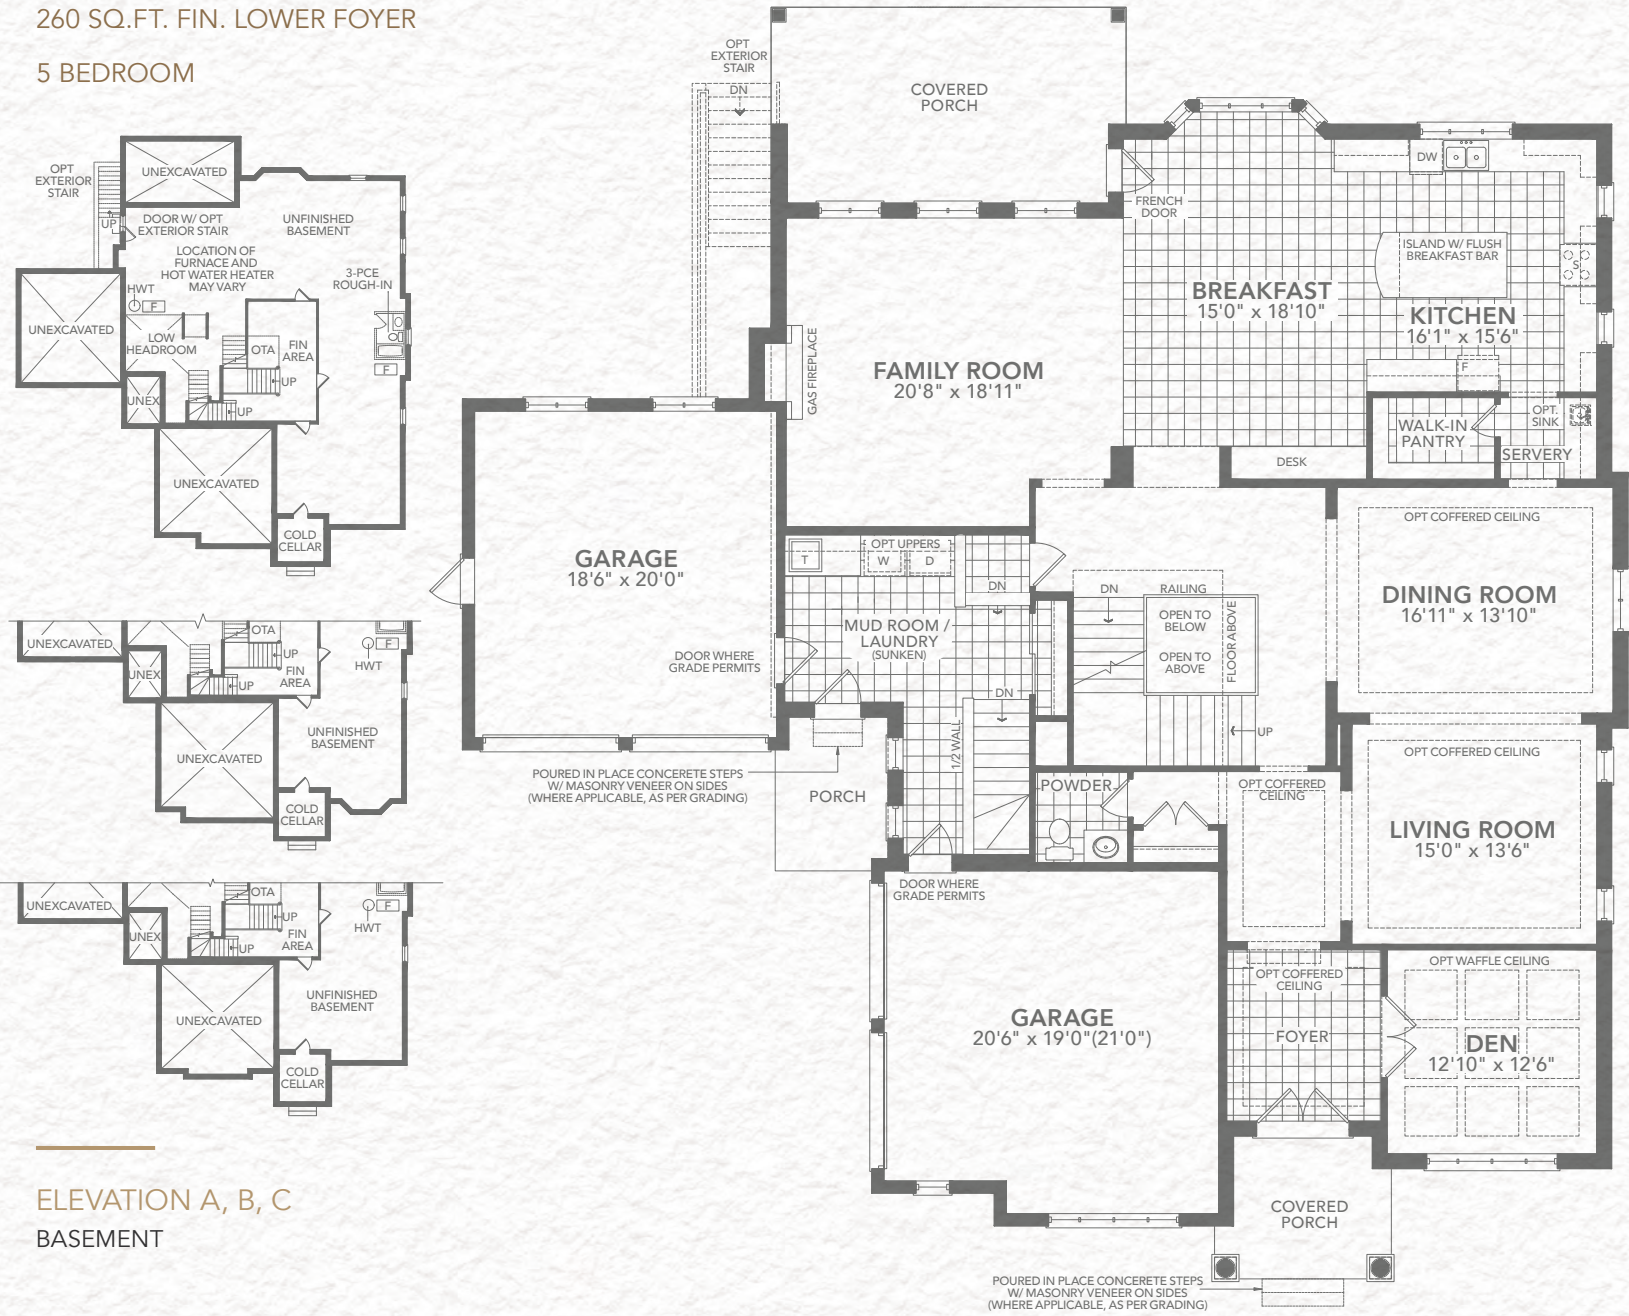 260 SQ.FT. FIN. LOWER FOYER
5 BEDROOM
UNEXCAVATED
OPT
EXTERIOR
STAIR
UP
DOOR W/ OPT
EXTERIOR STAIR
UNFINISHED
BASEMENT
LOCATION OF
FURNACE AND
HOT WATER HEATER
MAY VARY
3-PCE
ROUGH-IN
HWT
F
UNEXCAVATED
LOW
HEADROOM
OTA
FIN
AREA
F
UP
UNEX
UP
UNEXCAVATED
COLD
CELLAR
UNEXCAVATED
OTA
UP
F
HWT
UNEX
FIN
AREA
UP
UNFINISHED
BASEMENT
UNEXCAVATED
COLD
CELLAR
UNEXCAVATED
OTA
F
UP
HWT
UNEX
FIN
AREA
UP
UNFINISHED
BASEMENT
UNEXCAVATED
COLD
CELLAR
ELEVATION A, B, C
BASEMENT
OPT
EXTERIOR
STAIR
DN
COVERED
PORCH
FRENCH
DOOR
DW
ISLAND W/ FLUSH
BREAKFAST BAR
S
BREAKFAST
15'0" x 18'10"
KITCHEN
16'1" x 15'6"
F
GAS FIREPLACE
FAMILY ROOM
20'8" x 18'11"
WALK-IN
PANTRY
OPT.
SINK
SERVERY
DESK
GARAGE
18'6" x 20'0"
T
OPT UPPERS
W
D
DN
MUD ROOM /
LAUNDRY
(SUNKEN)
DOOR WHERE
GRADE PERMITS
DN
1/2 WALL
DN
RAILING
OPEN TO
BELOW
OPEN TO
ABOVE
FLOOR ABOVE
UP
OPT COFFERED CEILING
DINING ROOM
16'11" x 13'10"
OPT COFFERED CEILING
LIVING ROOM
15'0" x 13'6"
POURED IN PLACE CONCRETE STEPS
W/ MASONRY VENEER ON SIDES
(WHERE APPLICABLE, AS PER GRADING)
PORCH
POWDER
OPT COFFERED
CEILING
DOOR WHERE
GRADE PERMITS
GARAGE
20'6" x 19'0"(21'0")
OPT COFFERED
CEILING
FOYER
OPT WAFFLE CEILING
DEN
12'10" x 12'6"
COVERED
PORCH
POURED IN PLACE CONCRETE STEPS
W/ MASONRY VENEER ON SIDES
(WHERE APPLICABLE, AS PER GRADING)